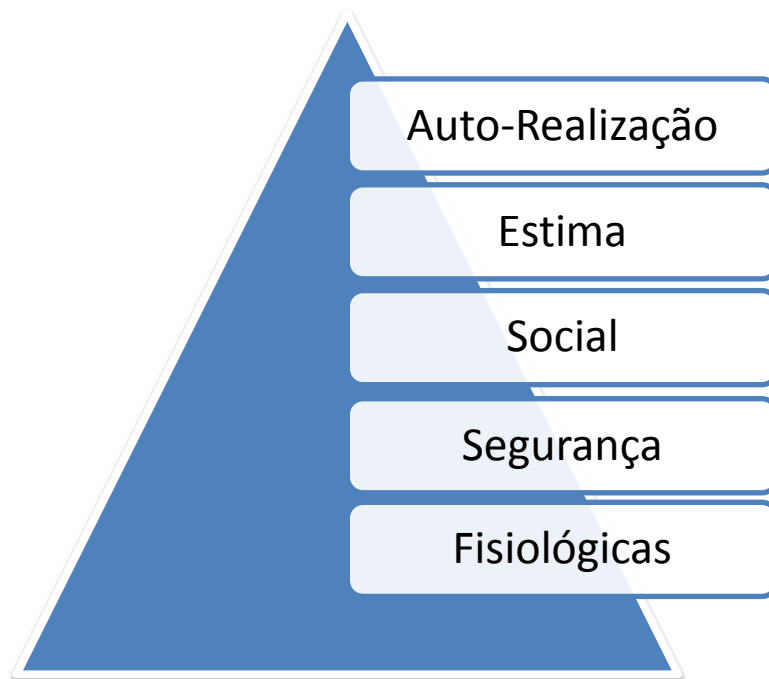 Auto-Realização
Estima
Social
Segurança
Fisiológicas